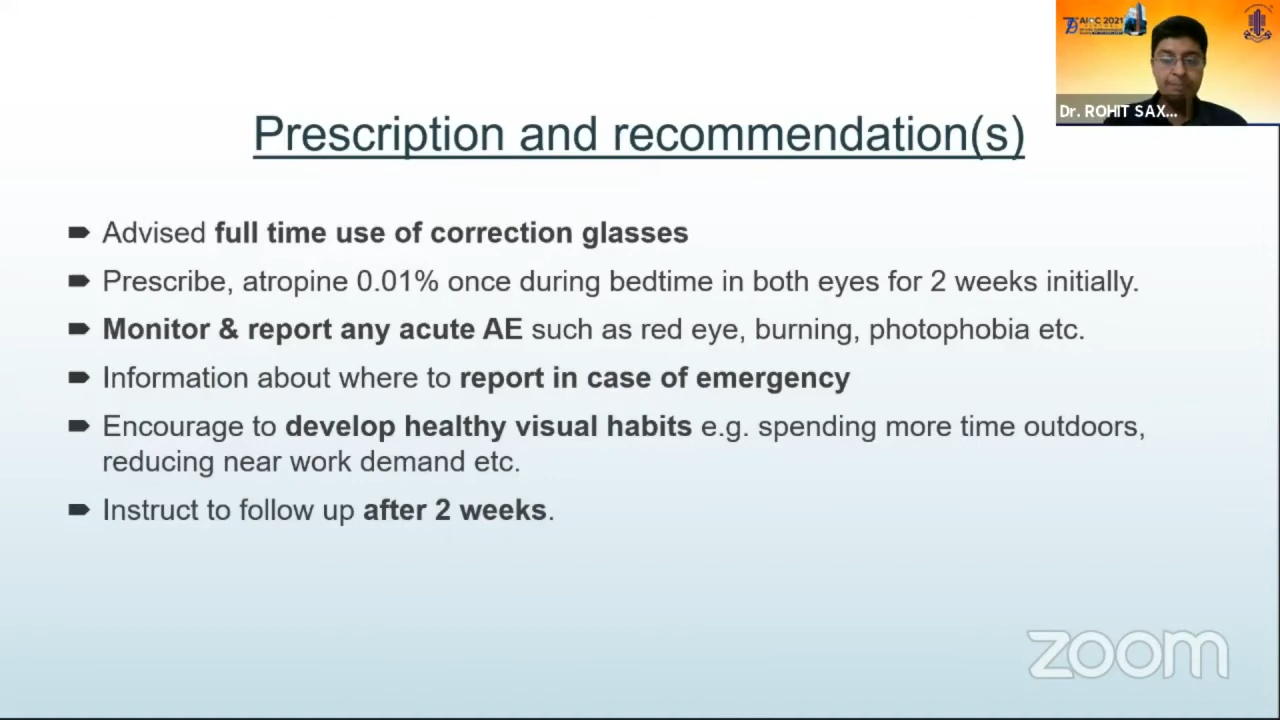 AIOC 2021
Dr. ROHIT SAX...
Prescription and recommendation(s)
Advised full time use of correction glasses
Prescribe, atropine 0.01% once during bedtime in both eyes for 2 weeks initially.
Monitor & report any acute AE such as red eye, burning, photophobia etc.
Information about where to report in case of emergency
Encourage to develop healthy visual habits e.g. spending more time outdoors,
reducing near work demand etc.
Instruct to follow up after 2 weeks.
zoom